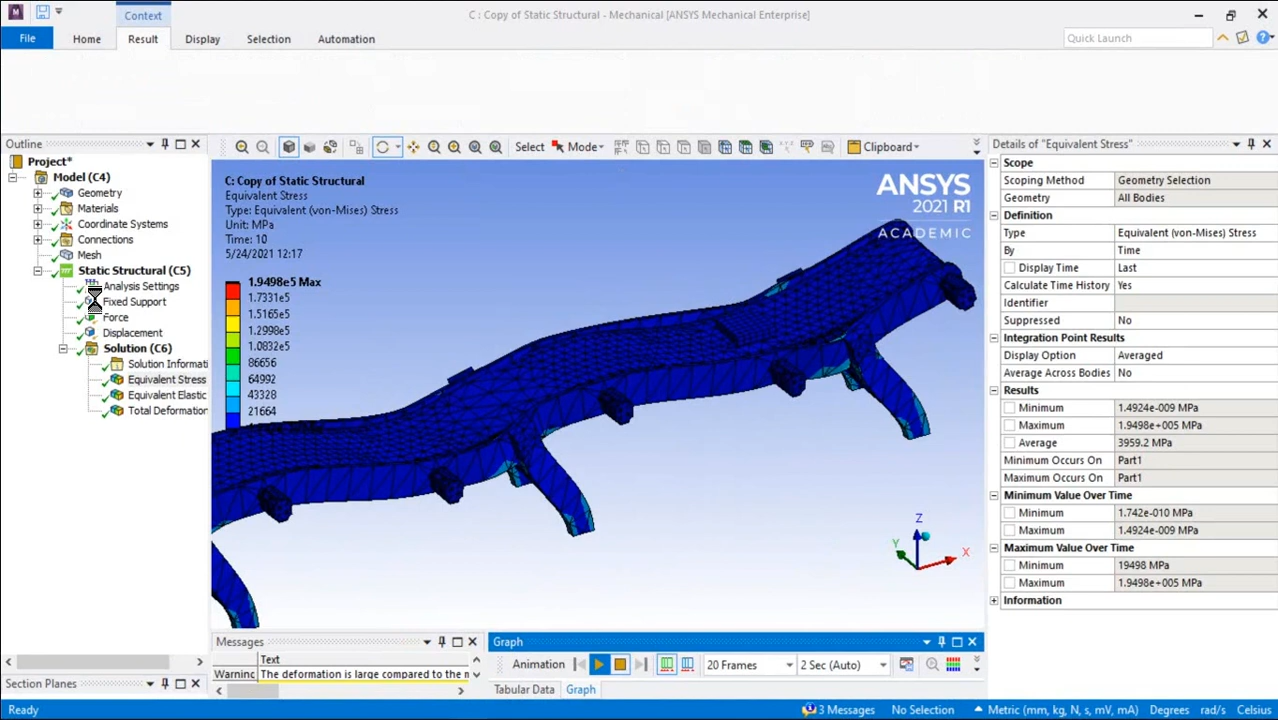 Context
C : Copy of Static Structural - Mechanical [ANSYS Mechanical Enterprise]
File Home Result Display Selection Automation
Quick Launch
Outline
Project*
Model (C4)
Geometry
Materials
Coordinate Systems
Connections
Mesh
Static Structural (C5)
Analysis Settings
Fixed Support
Force
Displacement
Solution (C6)
Solution Informati
Equivalent Stress
Equivalent Elastic
Total Deformation
Section Planes
Select Mode Clipboard
C: Copy of Static Structural
Equivalent Stress
Type: Equivalent (von-Mises) Stress
Unit: MPa
Time: 10
5/24/2021 12:17
1.9498e5 Max
1.7331e5
1.5165e5
1.2998e5
1.0832e5
86656
64992
43328
21664
ANSYS
2021 R1
ACADEMIC
Z
Y
X
Details of "Equivalent Stress"
Scope
Scoping Method Geometry Selection
Geometry All Bodies
Definition
Type Equivalent (von-Mises) Stress
By Time
Display Time Last
Calculate Time History Yes
Identifier
Suppressed No
Integration Point Results
Display Option Averaged
Average Across Bodies No
Results
Minimum 1.4924e-009 MPa
Maximum 1.9498e+005 MPa
Average 3959.2 MPa
Minimum Occurs On Part1
Maximum Occurs On Part1
Minimum Value Over Time
Minimum 1.742e-010 MPa
Maximum 1.4924e-009 MPa
Maximum Value Over Time
Minimum 19498 MPa
Maximum 1.9498e+005 MPa
Information
Messages
Text
Warninc The deformation is large compared to the m
Graph
Animation 20 Frames 2 Sec (Auto)
Tabular Data Graph
Ready 3 Messages No Selection Metric (mm, kg, N, s, mV, mA) Degrees rad/s Celsius